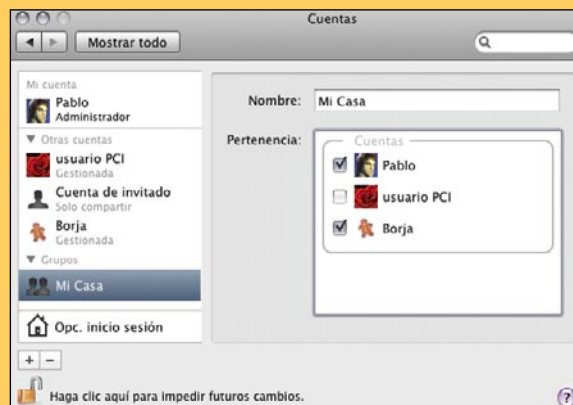 Cuentas
Mostrar todo
Mi cuenta
Pablo
Administrador
Otras cuentas
usuario PCI
Gestionada
Cuenta de invitado
Solo compartir
Borja
Gestionada
Grupos
Mi Casa
Opc. inicio sesión
Nombre: Mi Casa
Pertenencia:
Cuentas
Pablo
usuario PCI
Borja
+ −
Haga clic aquí para impedir futuros cambios.
?